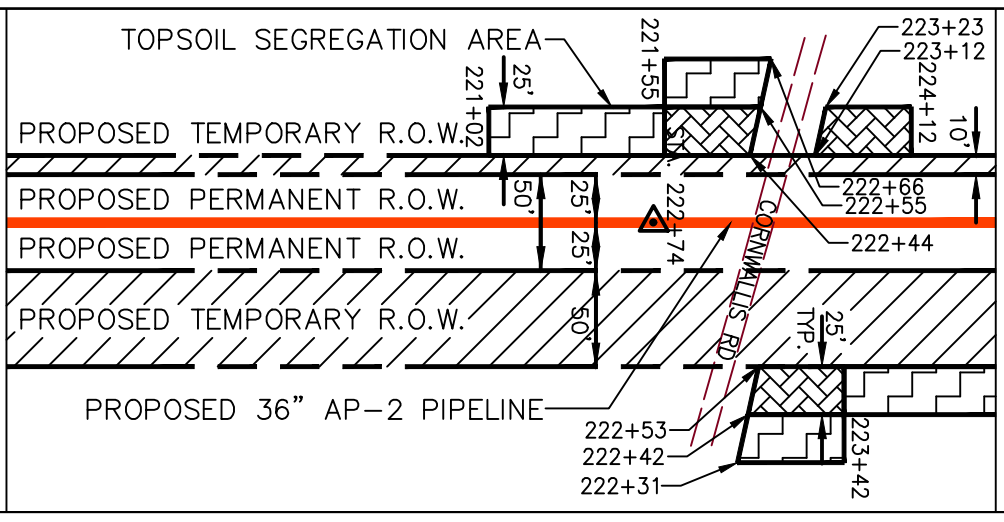 TOPSOIL SEGREGATION AREA
221+02
25'
221+55
223+23
223+12
224+12
10'
PROPOSED TEMPORARY R.O.W.
STA. 222+74
222+66
222+55
222+44
PROPOSED PERMANENT R.O.W.
50'
25'
PROPOSED PERMANENT R.O.W.
25'
CORNWALLIS RD
PROPOSED TEMPORARY R.O.W.
50'
25'
TYP.
PROPOSED 36" AP-2 PIPELINE
222+53
222+42
222+31
223+42